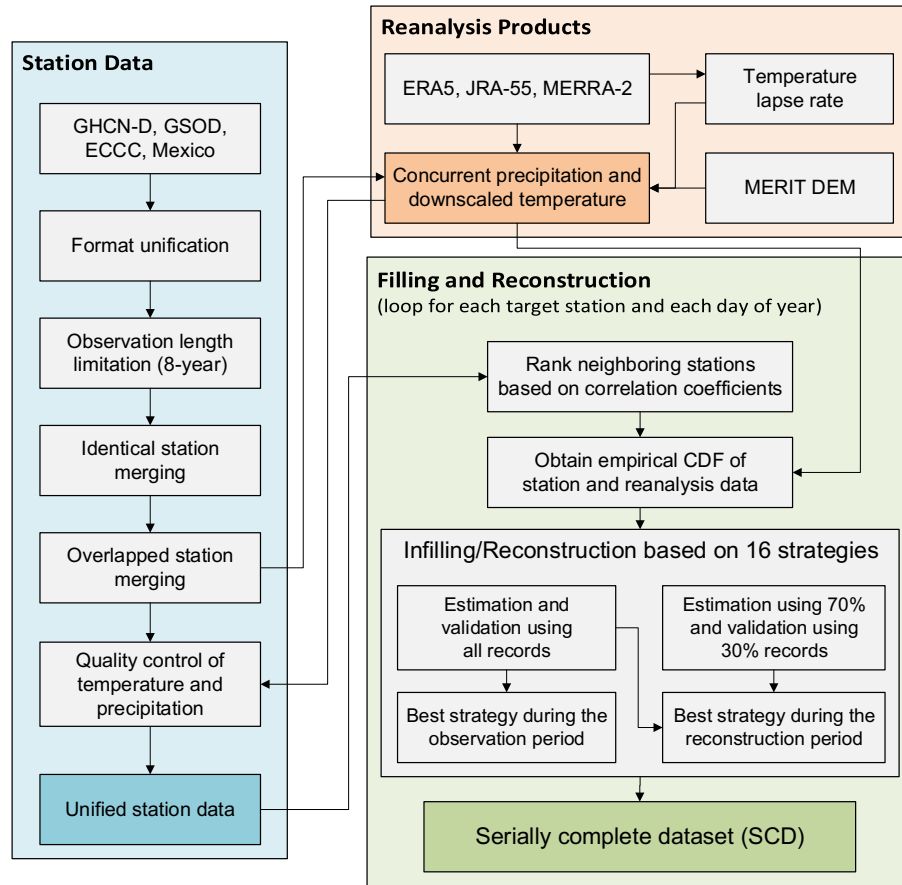 Station Data
GHCN-D, GSOD,
ECCC, Mexico
Format unification
Observation length
limitation (8-year)
Identical station
merging
Overlapped station
merging
Quality control of
temperature and
precipitation
Unified station data
Reanalysis Products
ERA5, JRA-55, MERRA-2
Temperature
lapse rate
Concurrent precipitation and
downscaled temperature
MERIT DEM
Filling and Reconstruction
(loop for each target station and each day of year)
Rank neighboring stations
based on correlation coefficients
Obtain empirical CDF of
station and reanalysis data
Infilling/Reconstruction based on 16 strategies
Estimation and
validation using
all records
Estimation using 70%
and validation using
30% records
Best strategy during the
observation period
Best strategy during the
reconstruction period
Serially complete dataset (SCD)